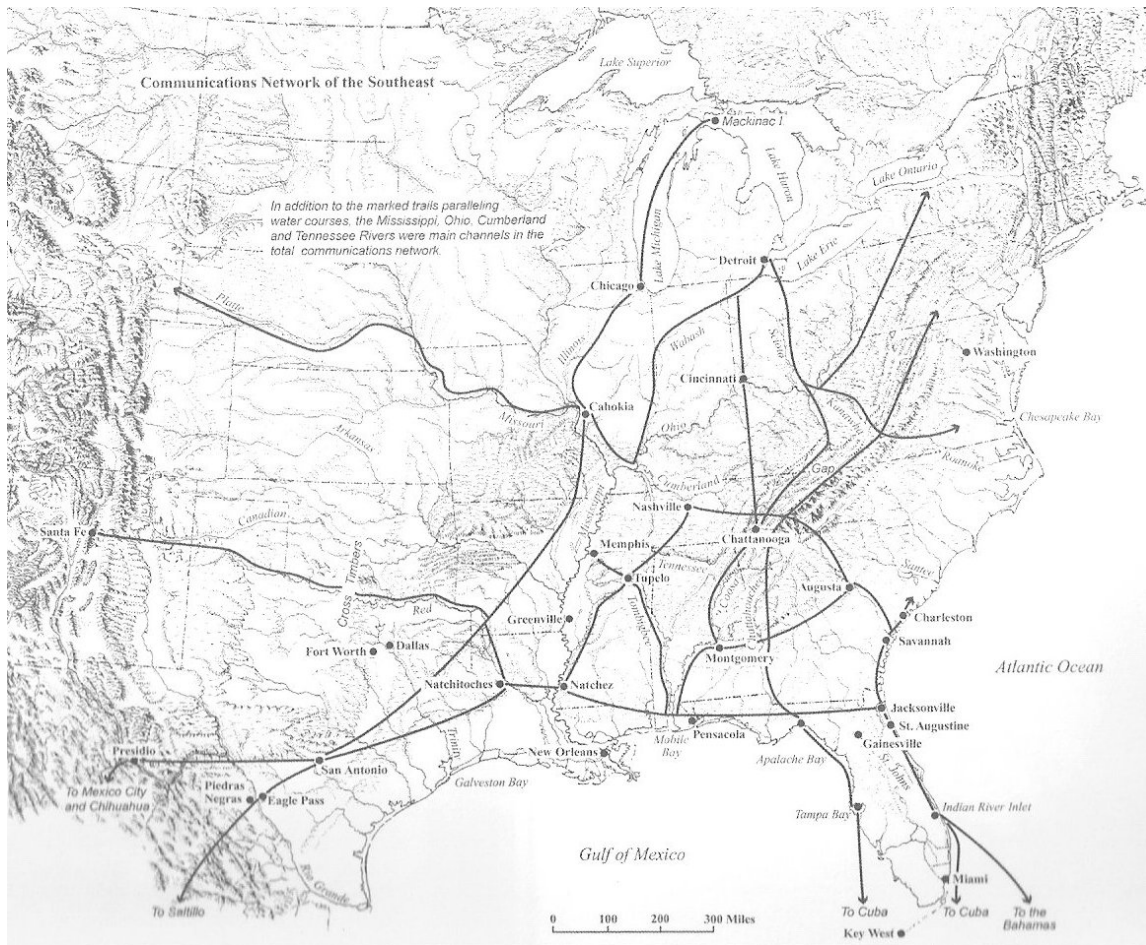 Lake Superior
Communications Network of the Southeast
Mackinac I.
Lake Huron
Lake Ontario
In addition to the marked trails paralleling
water courses, the Mississippi, Ohio, Cumberland
and Tennessee Rivers were main channels in the
total communications network.
Lake Michigan
Lake Erie
Detroit
Chicago
Platte
Illinois
Wabash
Scioto
Washington
Cincinnati
Cahokia
Missouri
Kanawha
Chesapeake Bay
Arkansas
Ohio
Roanoke
Gap
Cumberland
Mississippi
Nashville
Canadian
Santa Fe
Chattanooga
Memphis
Tennessee
Tupelo
Cross Timbers
Red
Coosa
Chattahoochee
Augusta
Santee
Tombigbee
Greenville
Charleston
Savannah
Fort Worth
Dallas
Montgomery
Atlantic Ocean
Natchitoches
Natchez
Jacksonville
St. Augustine
Pensacola
Mobile
Bay
Gainesville
Presidio
Trinity
New Orleans
Apalache Bay
San Antonio
St. Johns
To Mexico City
and Chihuahua
Piedras
Negras
Eagle Pass
Galveston Bay
Tampa Bay
Indian River Inlet
Gulf of Mexico
Rio Grande
Miami
To Saltillo
To Cuba
To Cuba
To the
Bahamas
0 100 200 300 Miles
Key West